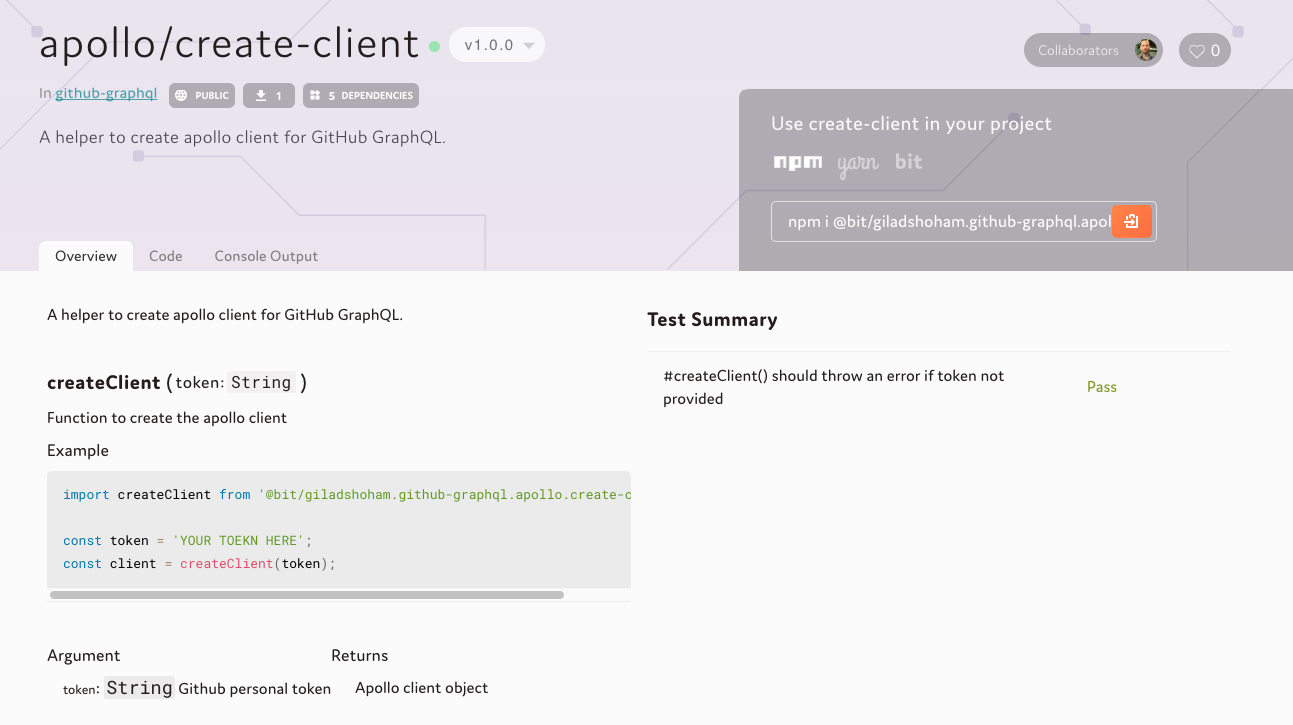 apollo/create-client v1.0.0
Collaborators 0
In github-graphql PUBLIC 1 5 DEPENDENCIES
A helper to create apollo client for GitHub GraphQL.
Use create-client in your project
npm yarn bit
npm i @bit/giladshoham.github-graphql.apol
Overview Code Console Output
A helper to create apollo client for GitHub GraphQL.
createClient (token: String )
Function to create the apollo client
Example
import createClient from '@bit/giladshoham.github-graphql.apollo.create-c
const token = 'YOUR TOEKN HERE';
const client = createClient(token);
Argument Returns
token: String Github personal token Apollo client object
Test Summary
#createClient() should throw an error if token not
provided
Pass